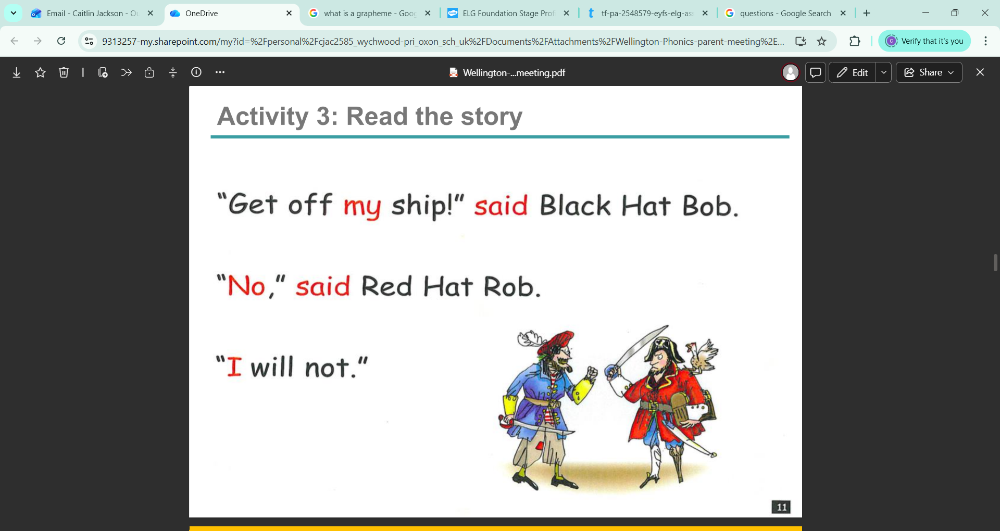 Email - Caitlin Jackson - Ou
OneDrive
what is a grapheme - Goog
ELG Foundation Stage Prof
tf-pa-2548579-eyfs-elg-ass
questions - Google Search
9313257-my.sharepoint.com/my?id=%2Fpersonal%2Fcjac2585_wychwood-pri_oxon_sch_uk%2FDocuments%2FAttachments%2FWellington-Phonics-parent-meeting%2E...
C
Verify that it's you
Wellington-...meeting.pdf
Edit
Share
Activity 3: Read the story
"Get off my ship!" said Black Hat Bob.
"No," said Red Hat Rob.
"I will not."
11